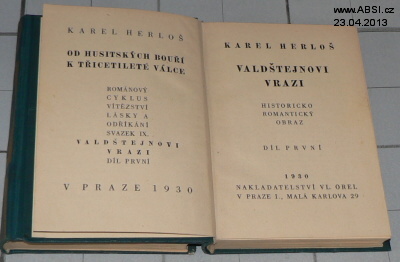 www.ABSI.cz
23.04.2013
KAREL HERLOŠ
OD HUSITSKÝCH BOUŘÍ
K TŘICETILETÉ VÁLCE
ROMÁNOVÝ
CYKLUS
VÍTĚZSTVÍ
LÁSKY A
ODŘÍKÁNÍ
SVAZEK IX.
VALDŠTEJNOVI
VRAZI
DÍL PRVNÍ
V PRAZE 1930
KAREL HERLOŠ
VALDŠTEJNOVI
VRAZI
HISTORICKO
ROMANTICKÝ
OBRAZ
DÍL PRVNÍ
1930
NAKLADATELSTVÍ VL. OREL
V PRAZE I., MALÁ KARLOVA 29